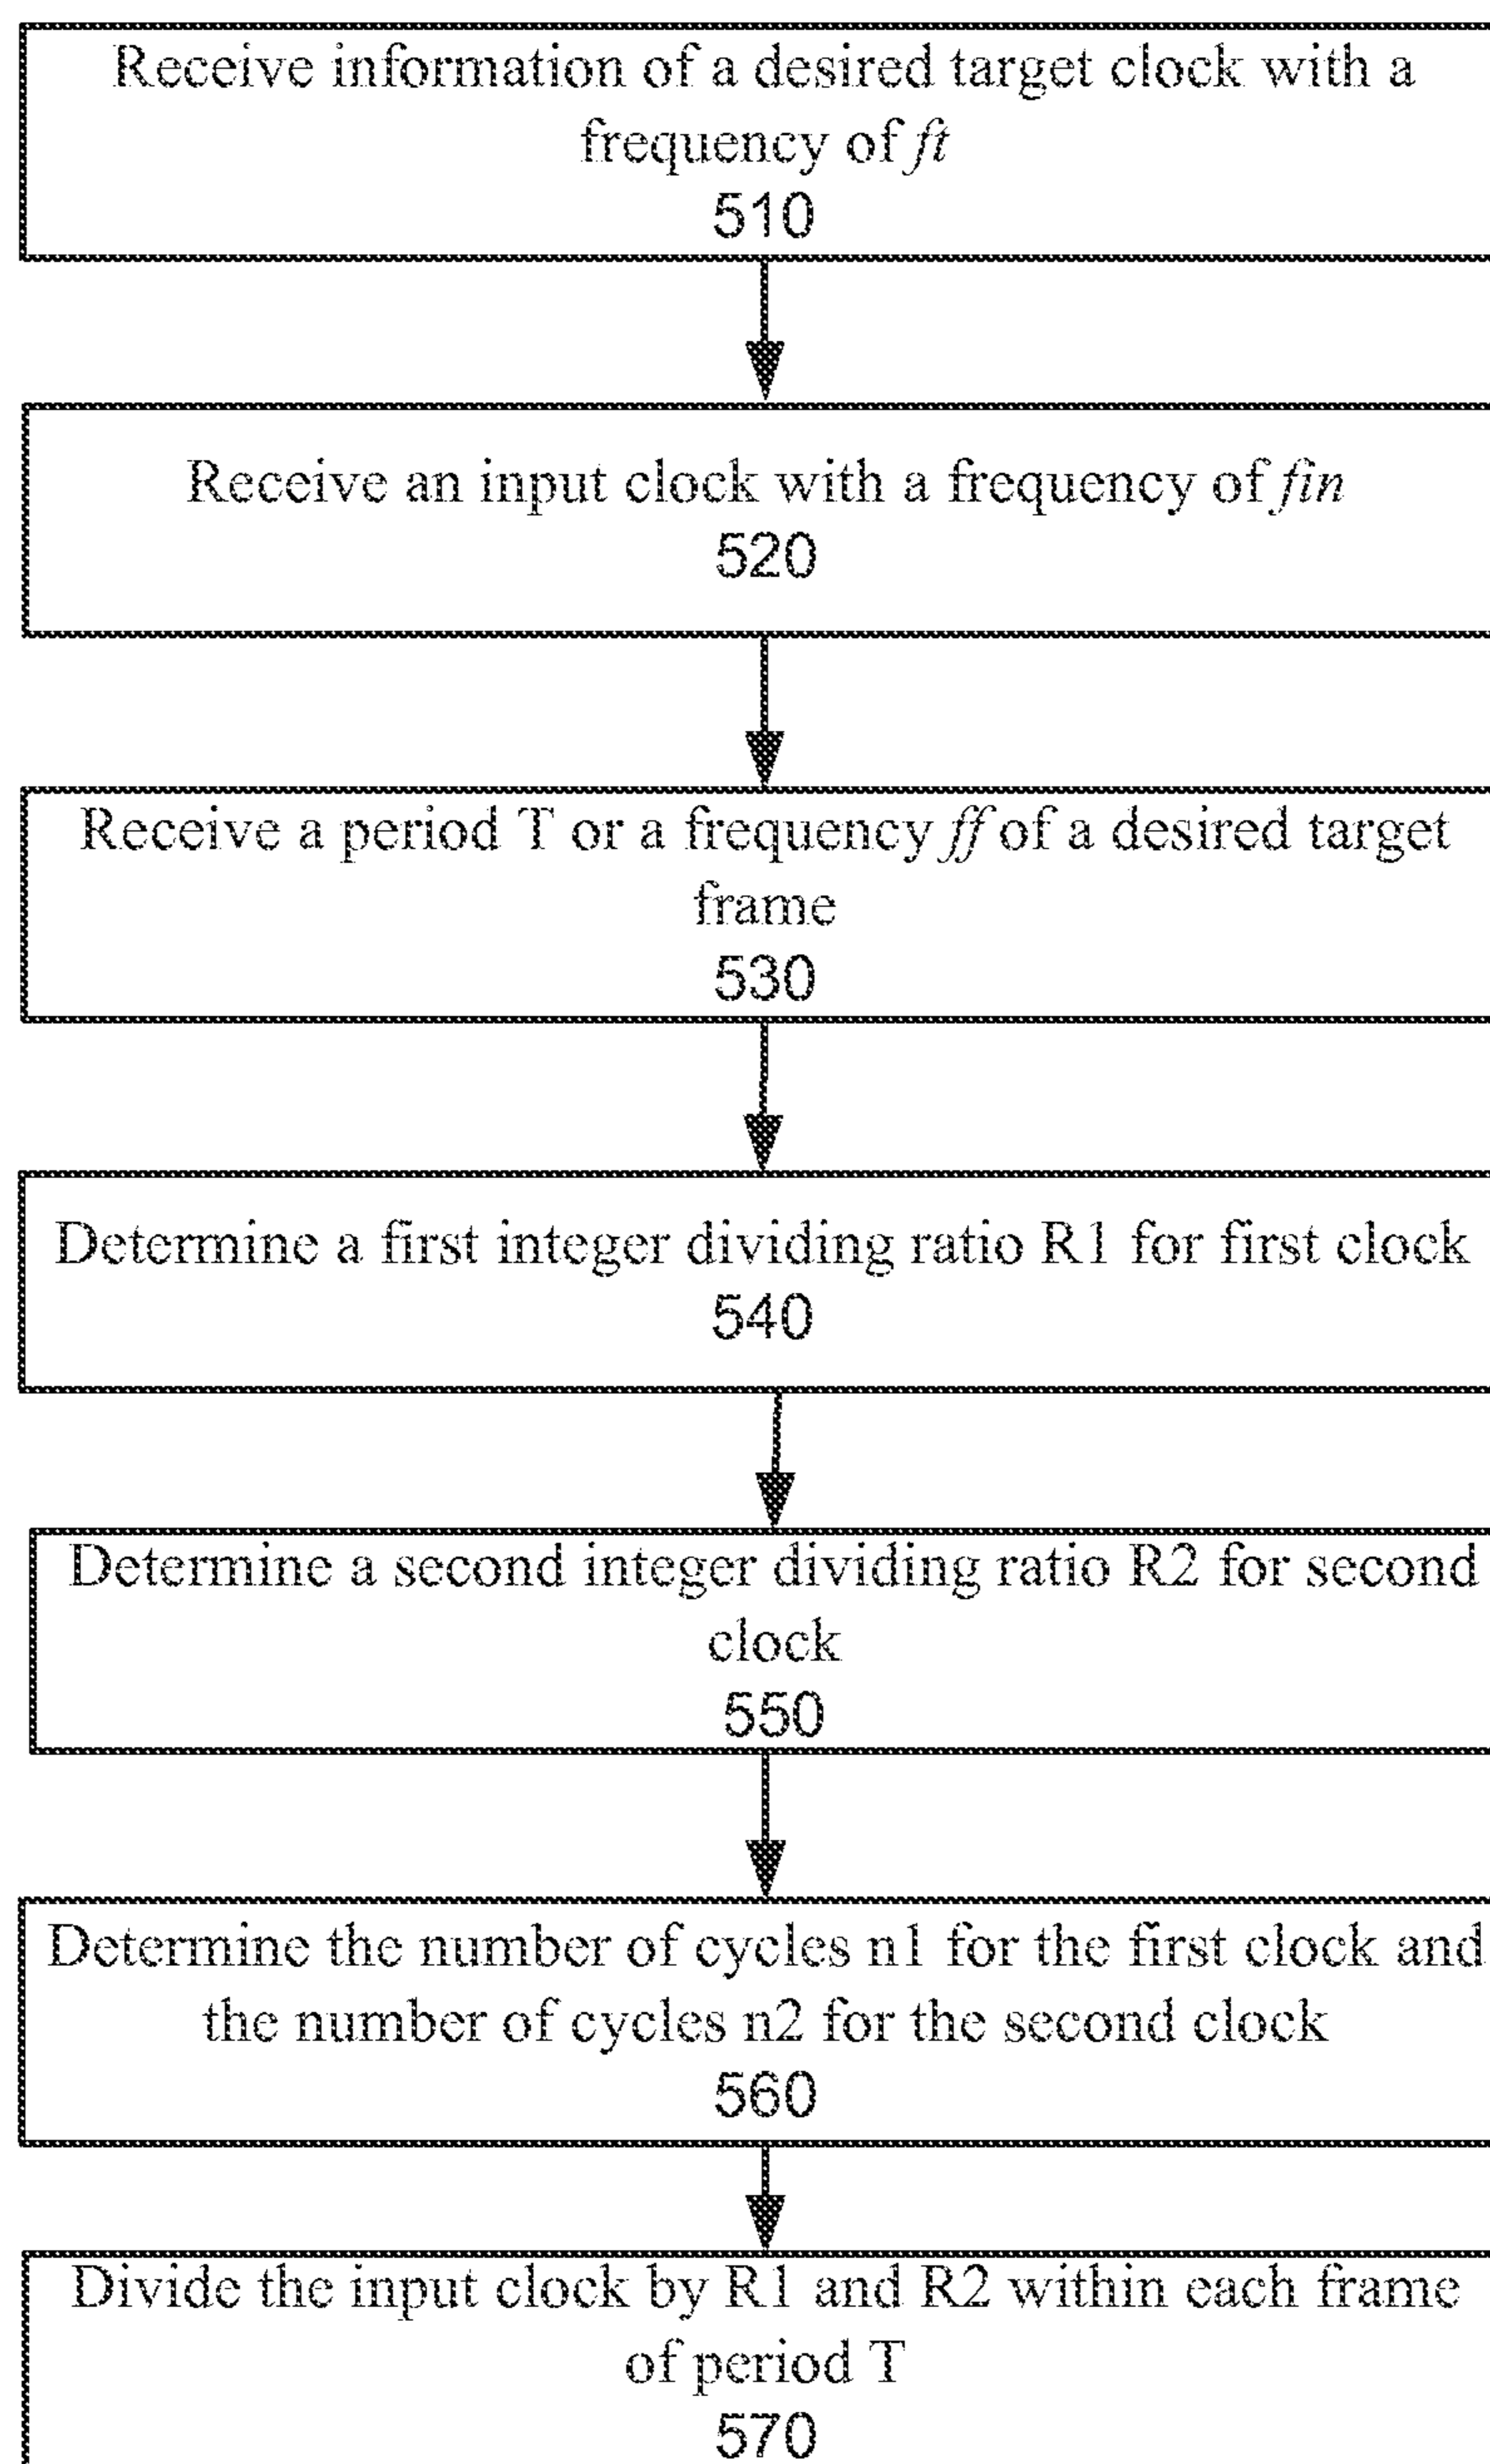 Receive information of a desired target clock with a
frequency of ft
510
Receive an input clock with a frequency of fin
520
Receive a period T or a frequency ff of a desired target
frame
530
Determine a first integer dividing ratio R1 for first clock
540
Determine a second integer dividing ratio R2 for second
clock
550
Determine the number of cycles n1 for the first clock and
the number of cycles n2 for the second clock
560
Divide the input clock by R1 and R2 within each frame
of period T
570